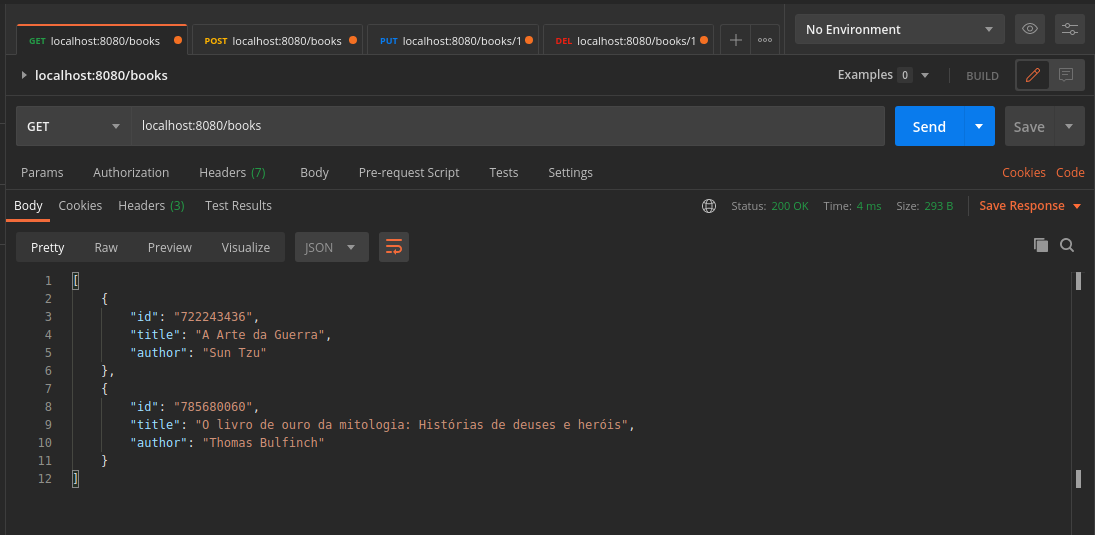 GET localhost:8080/books POST localhost:8080/books PUT localhost:8080/books/1 DEL localhost:8080/books/1 No Environment
localhost:8080/books Examples 0 BUILD
GET localhost:8080/books Send Save
Params Authorization Headers (7) Body Pre-request Script Tests Settings Cookies Code
Body Cookies Headers (3) Test Results Status: 200 OK Time: 4 ms Size: 293 B Save Response
Pretty Raw Preview Visualize JSON
1 [
2 {
3 "id": "722243436",
4 "title": "A Arte da Guerra",
5 "author": "Sun Tzu"
6 },
7 {
8 "id": "785680060",
9 "title": "O livro de ouro da mitologia: Histórias de deuses e heróis",
10 "author": "Thomas Bulfinch"
11 }
12 ]